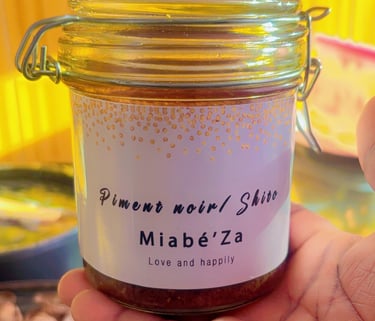 Piment noir/ Shito
Miabé'Za
Love and happily